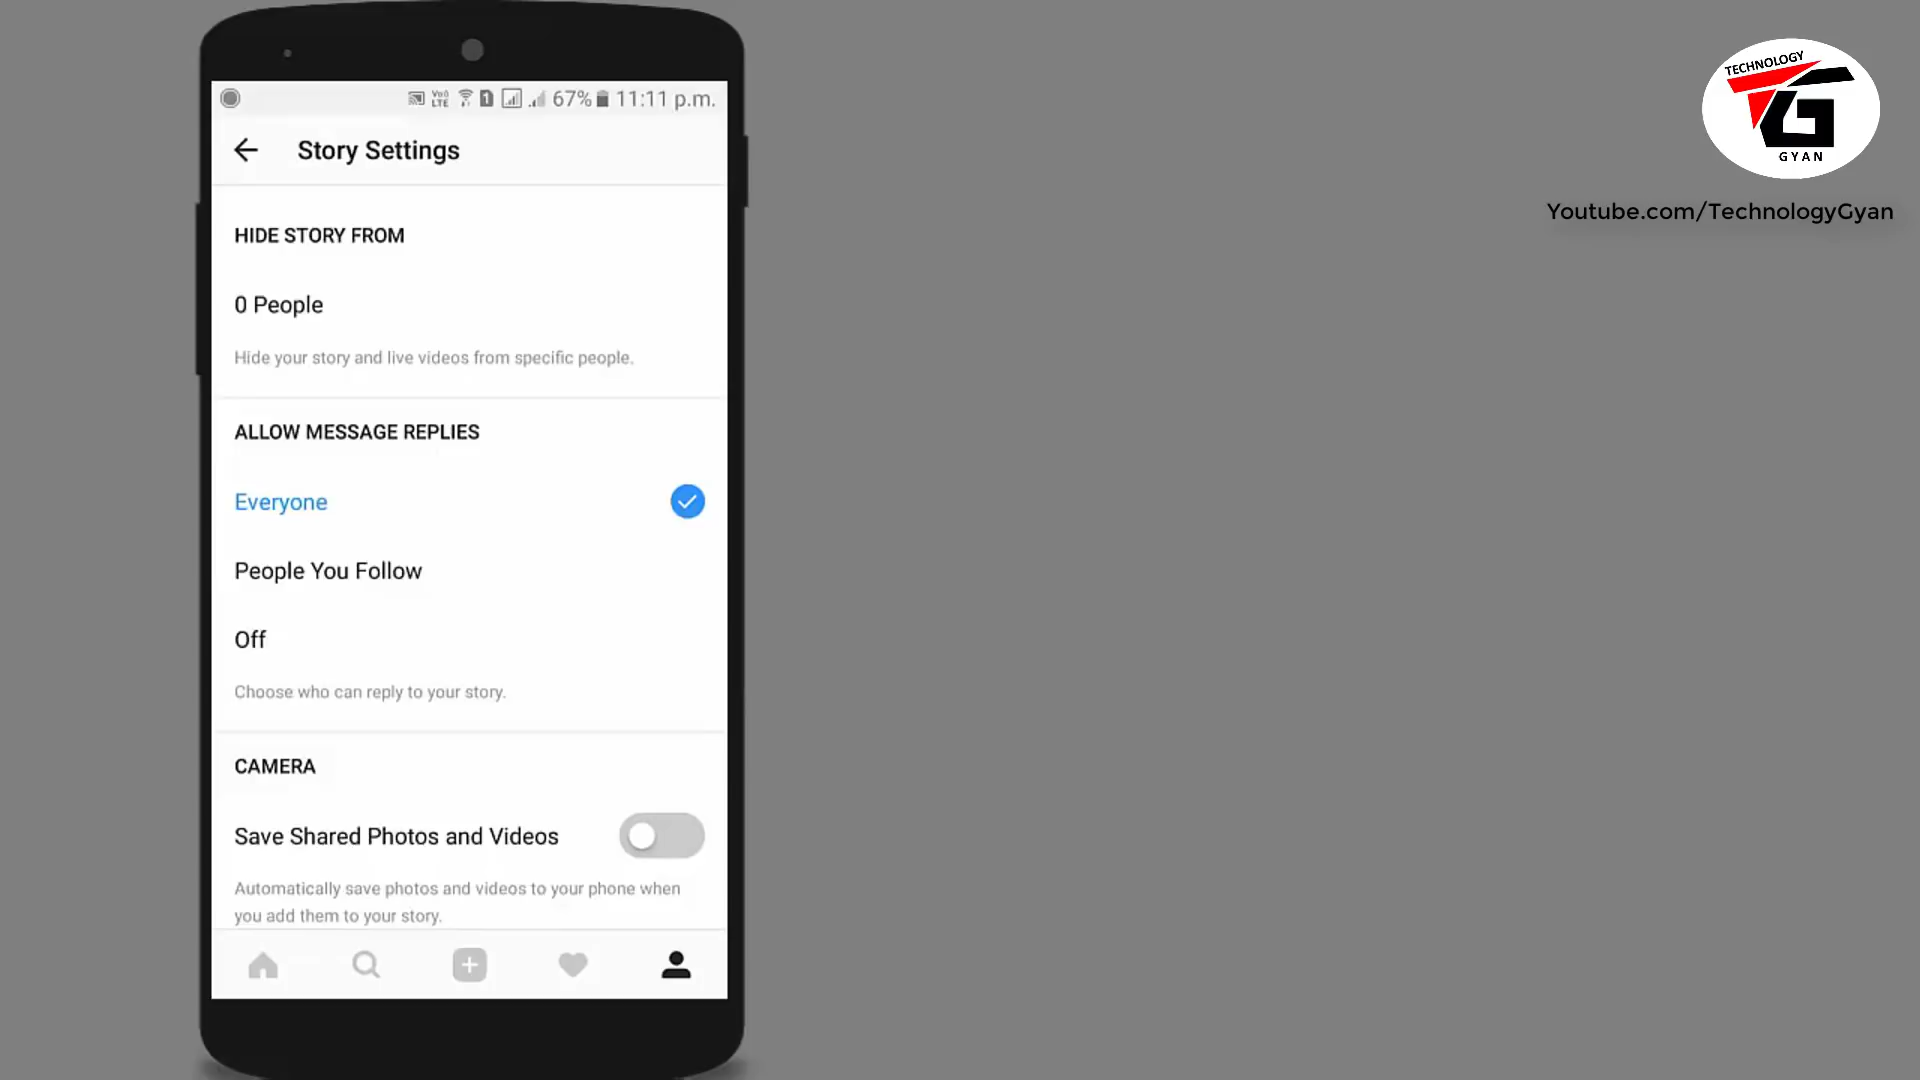 TECHNOLOGY
TG
GYAN
Youtube.com/TechnologyGyan
VoLTE 1 67% 11:11 p.m.
Story Settings
HIDE STORY FROM
0 People
Hide your story and live videos from specific people.
ALLOW MESSAGE REPLIES
Everyone
People You Follow
Off
Choose who can reply to your story.
CAMERA
Save Shared Photos and Videos
Automatically save photos and videos to your phone when
you add them to your story.